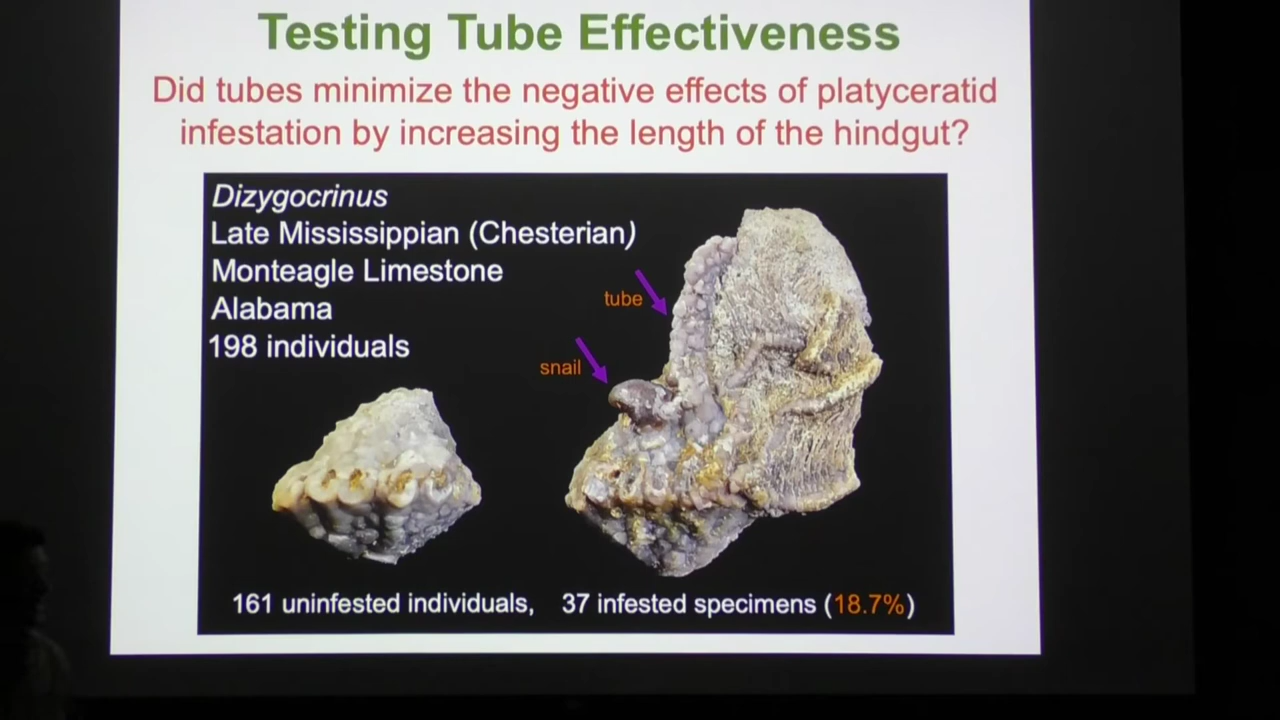 Testing Tube Effectiveness
Did tubes minimize the negative effects of platyceratid
infestation by increasing the length of the hindgut?
Dizygocrinus
Late Mississippian (Chesterian)
Monteagle Limestone
Alabama
198 individuals
tube
snail
161 uninfested individuals, 37 infested specimens (18.7%)